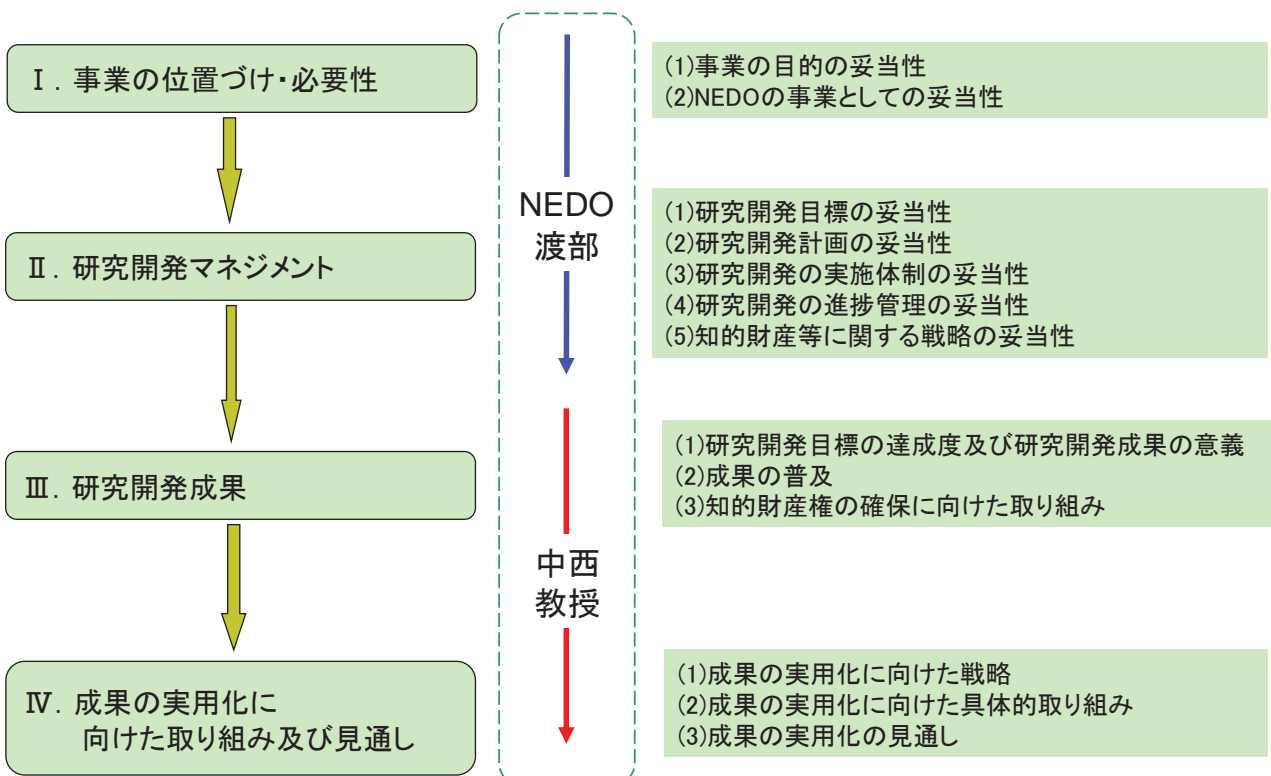 Ⅰ. 事業の位置づけ・必要性
(1)事業の目的の妥当性
(2)NEDOの事業としての妥当性
NEDO
渡部
Ⅱ. 研究開発マネジメント
(1)研究開発目標の妥当性
(2)研究開発計画の妥当性
(3)研究開発の実施体制の妥当性
(4)研究開発の進捗管理の妥当性
(5)知的財産等に関する戦略の妥当性
Ⅲ. 研究開発成果
(1)研究開発目標の達成度及び研究開発成果の意義
(2)成果の普及
(3)知的財産権の確保に向けた取り組み
中西
教授
Ⅳ. 成果の実用化に
向けた取り組み及び見通し
(1)成果の実用化に向けた戦略
(2)成果の実用化に向けた具体的取り組み
(3)成果の実用化の見通し